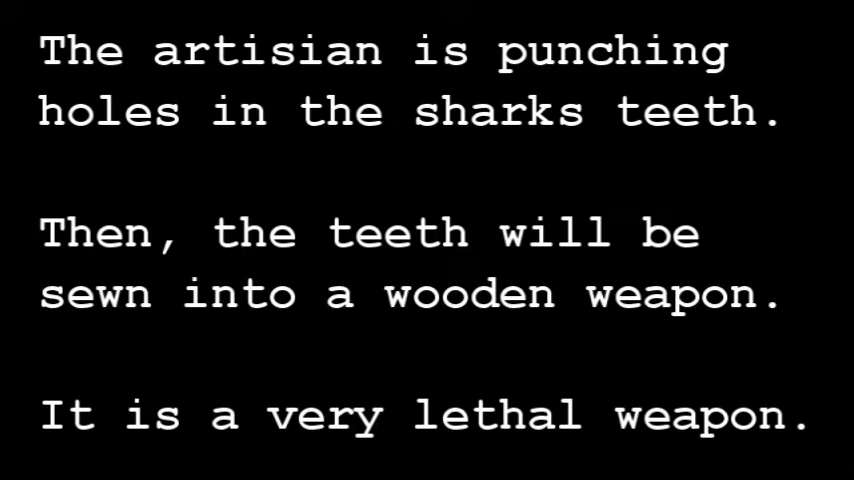 The artisian is punching
holes in the sharks teeth.
Then, the teeth will be
sewn into a wooden weapon.
It is a very lethal weapon.